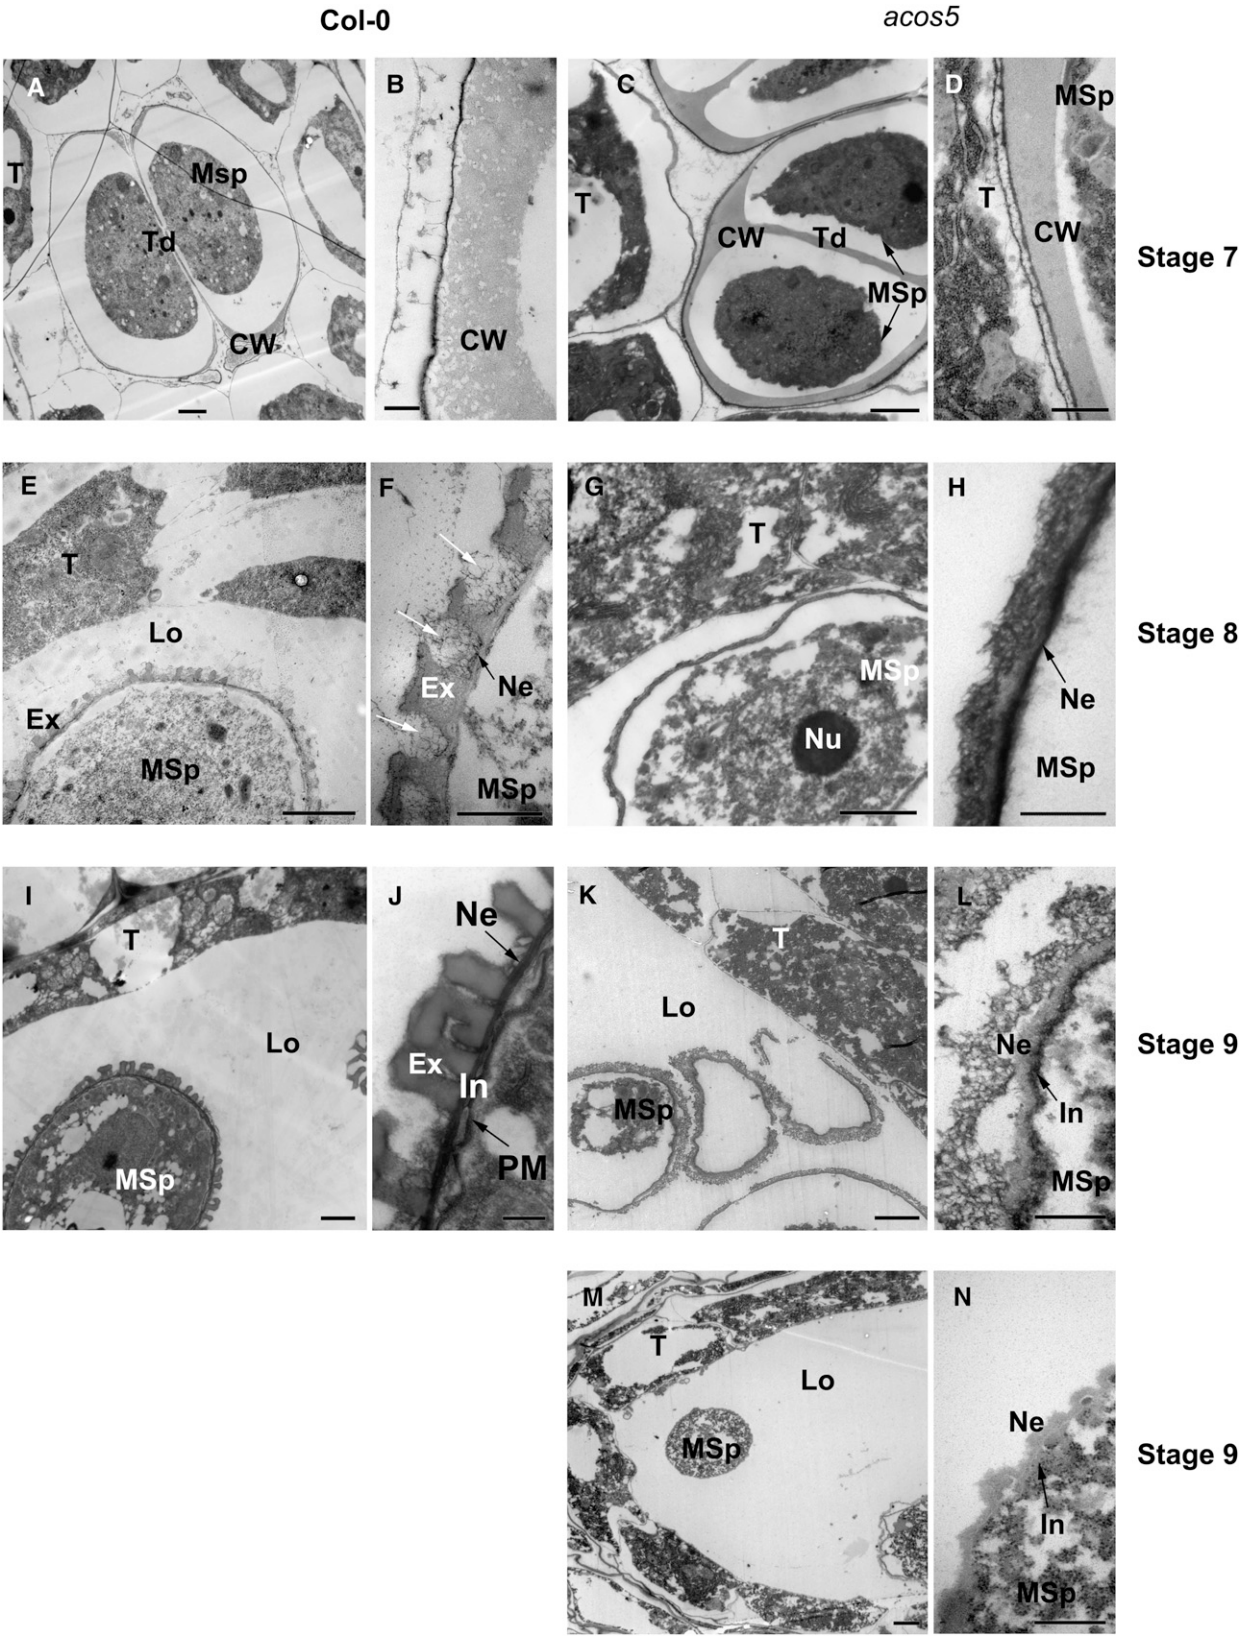 Col-0
acos5
A
T
Msp
Td
CW
B
CW
C
T
CW
Td
MSp
D
MSp
T
CW
Stage 7
E
T
Lo
Ex
MSp
F
Ex
Ne
MSp
G
T
MSp
Nu
H
Ne
MSp
Stage 8
I
T
Lo
MSp
J
Ne
Ex
In
PM
K
T
Lo
MSp
L
Ne
In
MSp
Stage 9
M
T
Lo
MSp
N
Ne
In
MSp
Stage 9